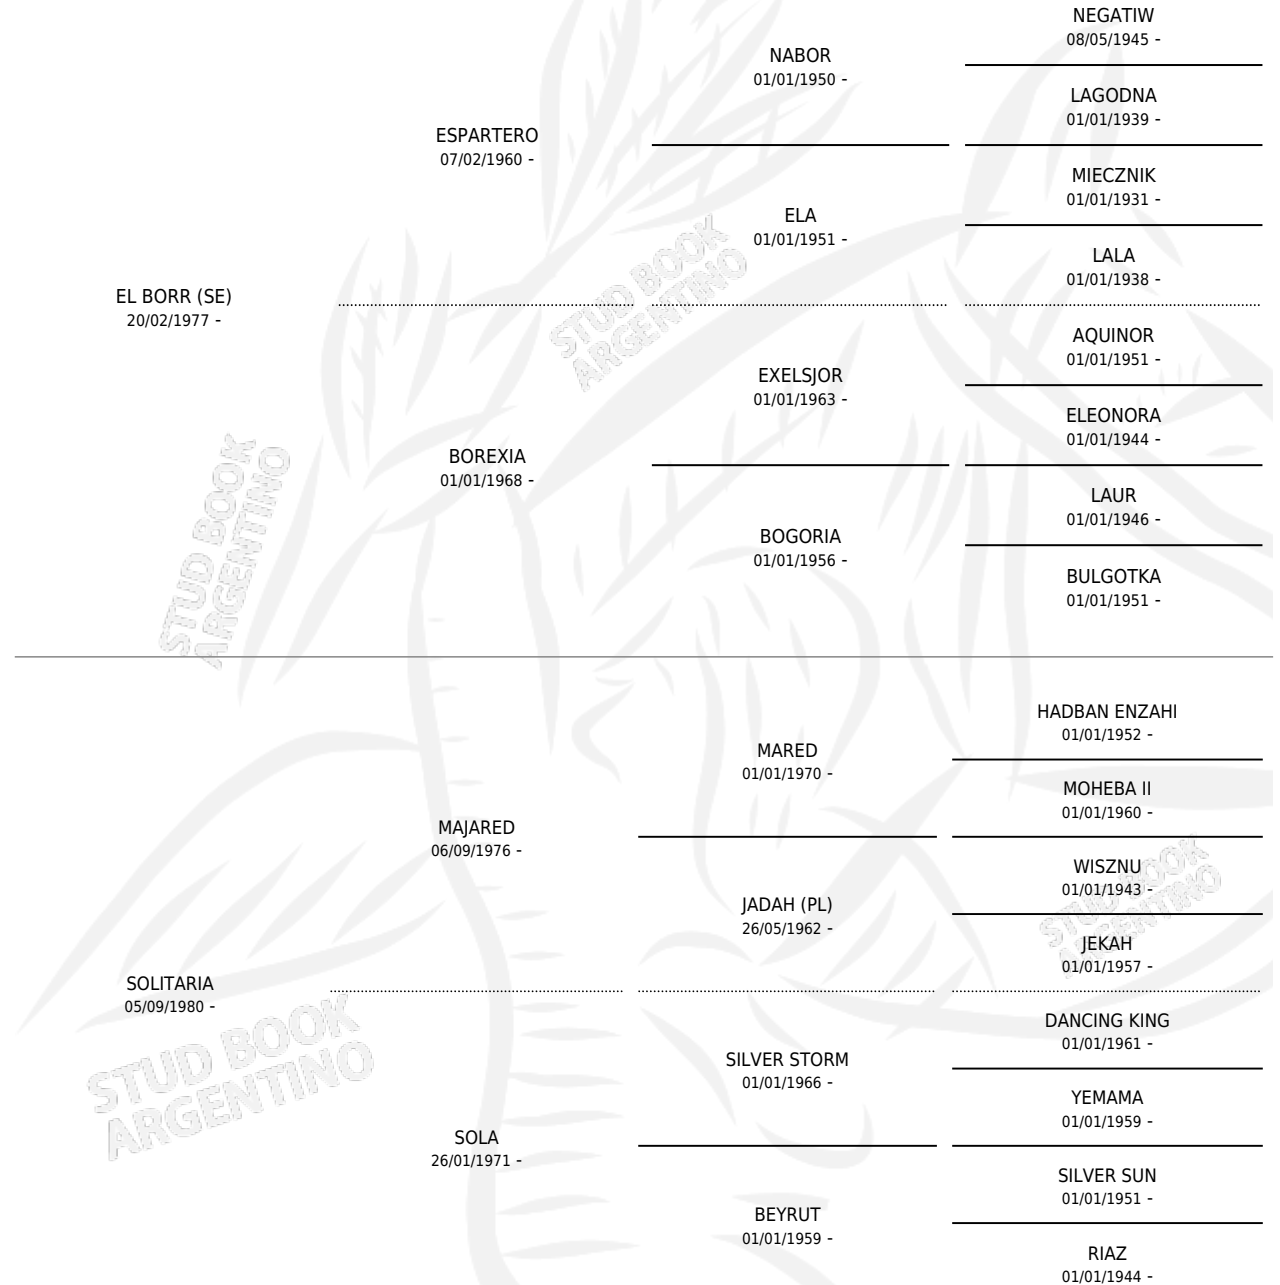 NEGATIW
08/05/1945 -
NABOR
01/01/1950 -
LAGODNA
01/01/1939 -
ESPARTERO
07/02/1960 -
MIECZNIK
01/01/1931 -
ELA
01/01/1951 -
LALA
01/01/1938 -
EL BORR (SE)
20/02/1977 -
AQUINOR
01/01/1951 -
EXELSJOR
01/01/1963 -
ELEONORA
01/01/1944 -
BOREXIA
01/01/1968 -
LAUR
01/01/1946 -
BOGORIA
01/01/1956 -
BULGOTKA
01/01/1951 -
HADBAN ENZAHI
01/01/1952 -
MARED
01/01/1970 -
MOHEBA II
01/01/1960 -
MAJARED
06/09/1976 -
WISZNU
01/01/1943 -
JADAH (PL)
26/05/1962 -
JEKAH
01/01/1957 -
SOLITARIA
05/09/1980 -
DANCING KING
01/01/1961 -
SILVER STORM
01/01/1966 -
YEMAMA
01/01/1959 -
SOLA
26/01/1971 -
SILVER SUN
01/01/1951 -
BEYRUT
01/01/1959 -
RIAZ
01/01/1944 -
STUD BOOK
ARGENTINO
STUD BOOK
ARGENTINO
STUD BOOK
ARGENTINO
STUD BOOK
ARGENTINO